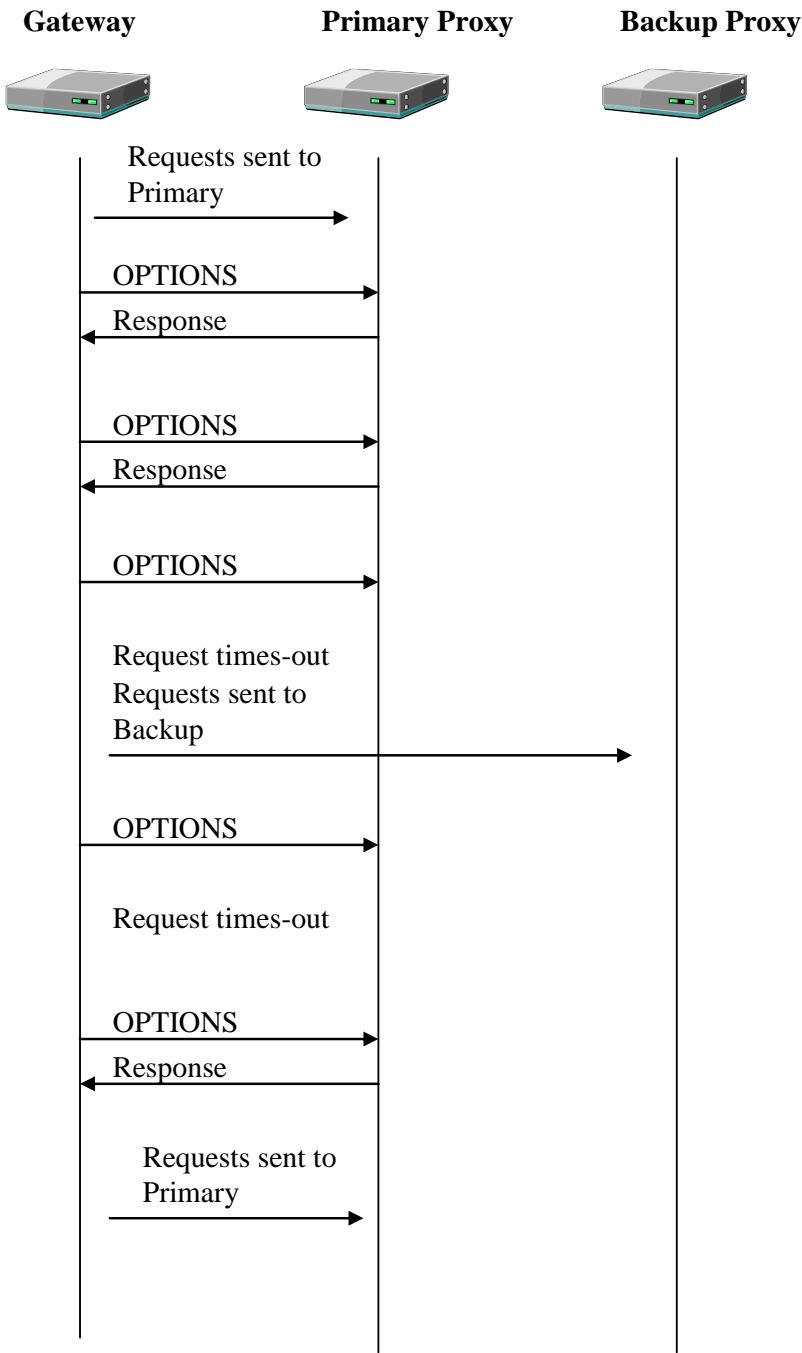 Gateway Primary Proxy Backup Proxy
Requests sent to
Primary
OPTIONS
Response
OPTIONS
Response
OPTIONS
Request times-out
Requests sent to
Backup
OPTIONS
Request times-out
OPTIONS
Response
Requests sent to
Primary